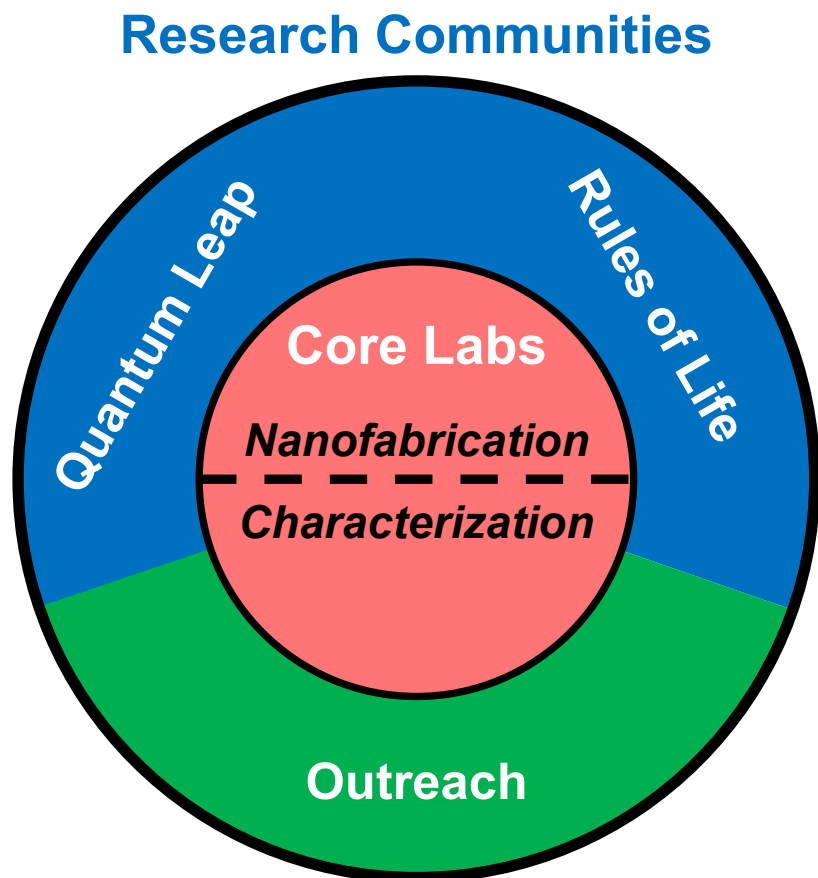 Research Communities
Quantum Leap
Rules of Life
Core Labs
Nanofabrication
Characterization
Outreach